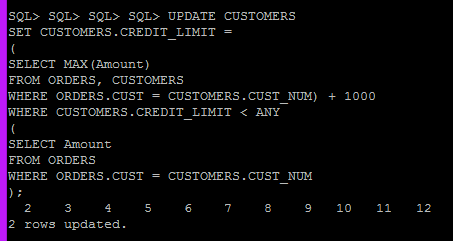 SQL> SQL> SQL> SQL> UPDATE CUSTOMERS
SET CUSTOMERS.CREDIT_LIMIT =
(
SELECT MAX(Amount)
FROM ORDERS, CUSTOMERS
WHERE ORDERS.CUST = CUSTOMERS.CUST_NUM) + 1000
WHERE CUSTOMERS.CREDIT_LIMIT < ANY
(
SELECT Amount
FROM ORDERS
WHERE ORDERS.CUST = CUSTOMERS.CUST_NUM
);
2 3 4 5 6 7 8 9 10 11 12
2 rows updated.